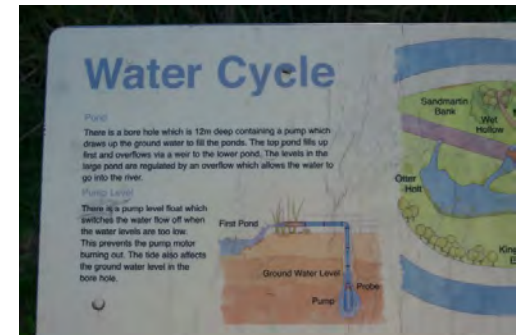 Water Cycle
Pond
There is a bore hole which is 12m deep containing a pump which
draws up the ground water to fill the ponds. The top pond fills up
first and overflows via a weir to the lower pond. The levels in the
large pond are regulated by an overflow which allows the water to
go into the river.
Pump Level
There is a pump level float which
switches the water flow off when
the water levels are too low.
This prevents the pump motor
burning out. The tide also affects
the ground water level in the
bore hole.
First Pond
Ground Water Level
Probe
Pump
Sandmartin
Bank
Wet
Hollow
Otter
Holt